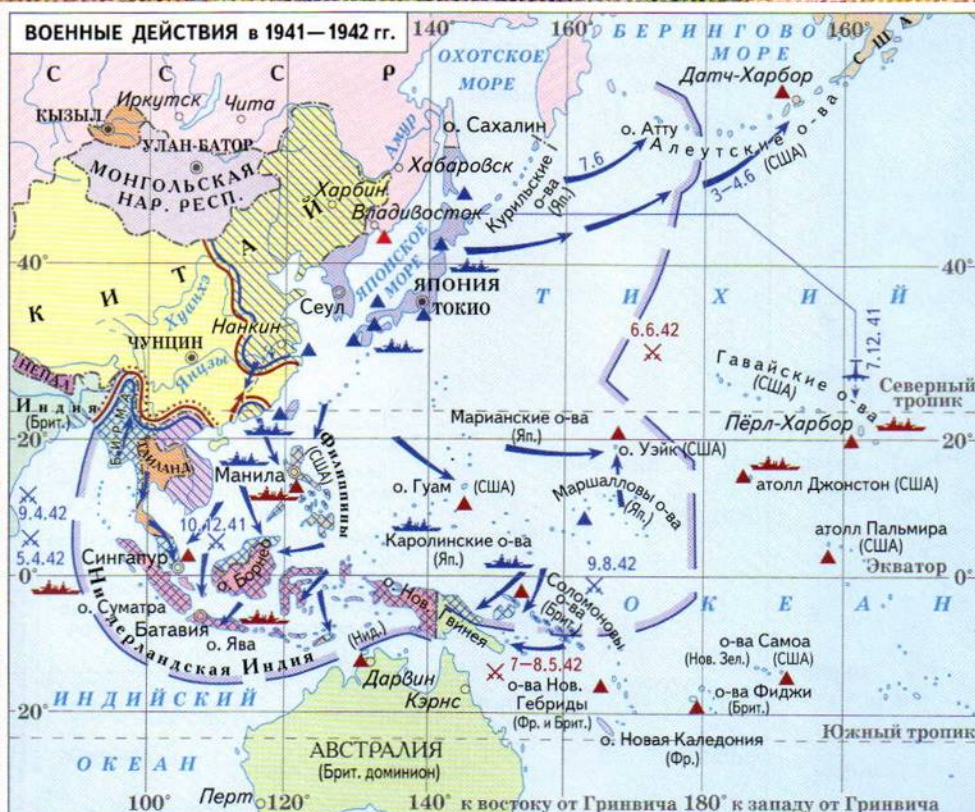 ВОЕННЫЕ ДЕЙСТВИЯ в 1941—1942 гг.
140°
160°
160°
БЕРИНГОВО
МОРЕ
США
ОХОТСКОЕ
МОРЕ
С С С Р
Датч-Харбор
Иркутск
Чита
КЫЗЫЛ
УЛАН-БАТОР
МОНГОЛЬСКАЯ
НАР. РЕСП.
Амур
о. Сахалин
Хабаровск
Харбин
Владивосток
Курильские
о-ва
(Яп.)
7.6
о. Атту
Алеутские о-ва
(США)
3—4.6
КИТАЙ
40°
40°
ЯПОНСКОЕ
МОРЕ
ЯПОНИЯ
ТОКИО
Сеул
Хуанхэ
Нанкин
ЧУНЦИН
Янцзы
ТИХИЙ
6.6.42
7.12.41
Гавайские о-ва
(США)
Северный
тропик
НЕПАЛ
Индия
(Брит.)
БИРМА
ТАИЛАНД
20°
20°
Марианские о-ва
(Яп.)
Пёрл-Харбор
о. Уэйк (США)
Филиппины
(США)
Манила
о. Гуам
(США)
Маршалловы о-ва
(Яп.)
атолл Джонстон (США)
9.4.42
5.4.42
10.12.41
Каролинские о-ва
(Яп.)
атолл Пальмира
(США)
Сингапур
о. Борнео
9.8.42
Экватор
0°
0°
о. Суматра
Батавия
о. Ява
Нидерландская Индия
(Нид.)
о. Нов.
Гвинея
Соломоновы
о-ва
(Брит.)
ОКЕАН
о-ва Самоа
(Нов. Зел.)
(США)
7—8.5.42
Дарвин
Кэрнс
о-ва Нов.
Гебриды
(Фр. и Брит.)
о-ва Фиджи
(Брит.)
ИНДИЙСКИЙ
ОКЕАН
20°
20°
Южный тропик
о. Новая Каледония
(Фр.)
АВСТРАЛИЯ
(Брит. доминион)
Перт
100°
120°
140°
к востоку от Гринвича
180°
к западу от Гринвича